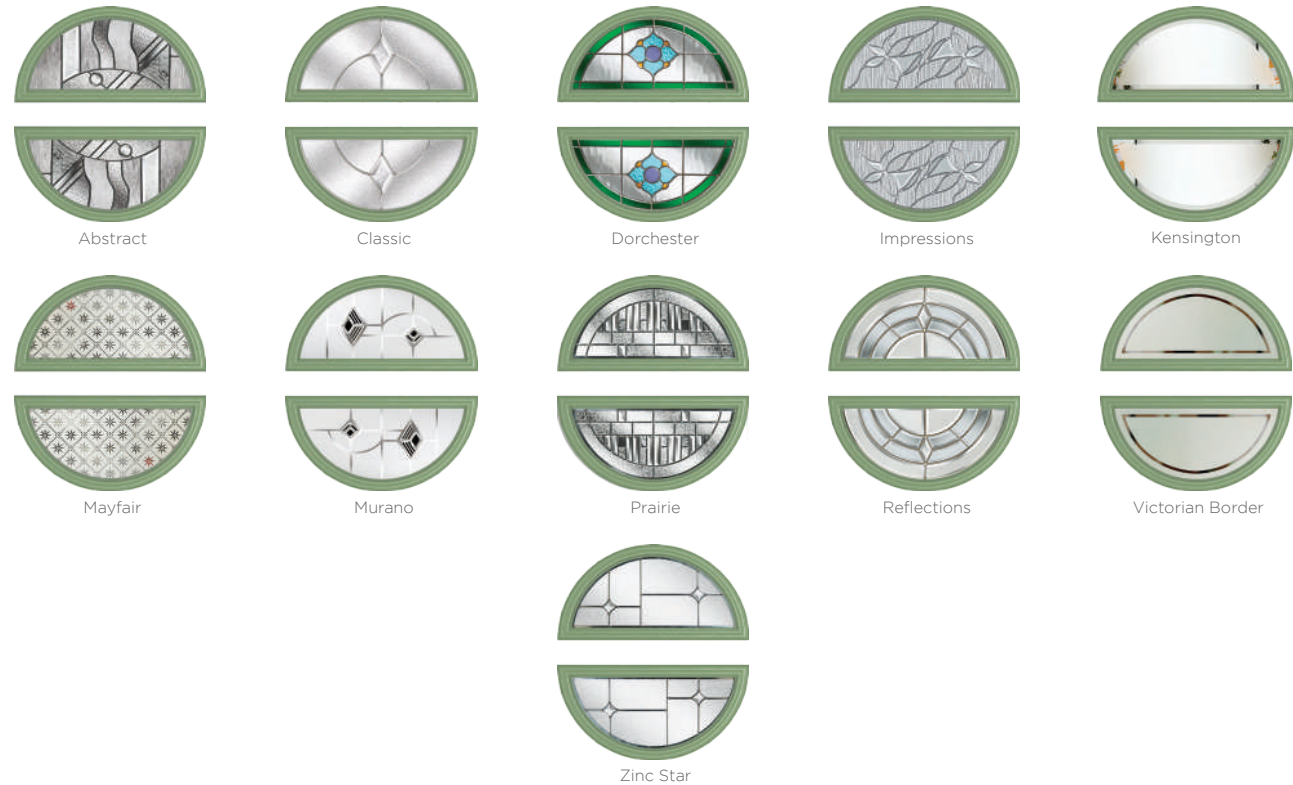 Abstract
Classic
Dorchester
Impressions
Kensington
Mayfair
Murano
Prairie
Reflections
Victorian Border
Zinc Star